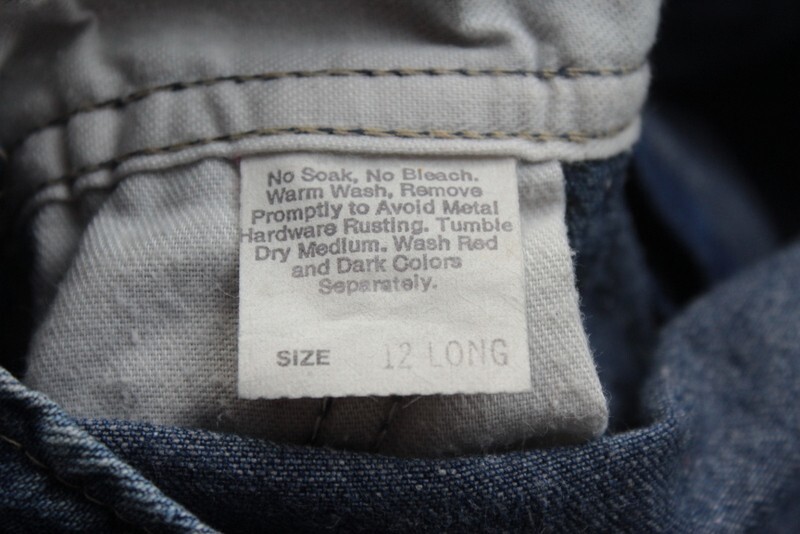 No Soak, No Bleach.
Warm Wash, Remove
Promptly to Avoid Metal
Hardware Rusting. Tumble
Dry Medium. Wash Red
and Dark Colors
Separately.
SIZE 12 LONG